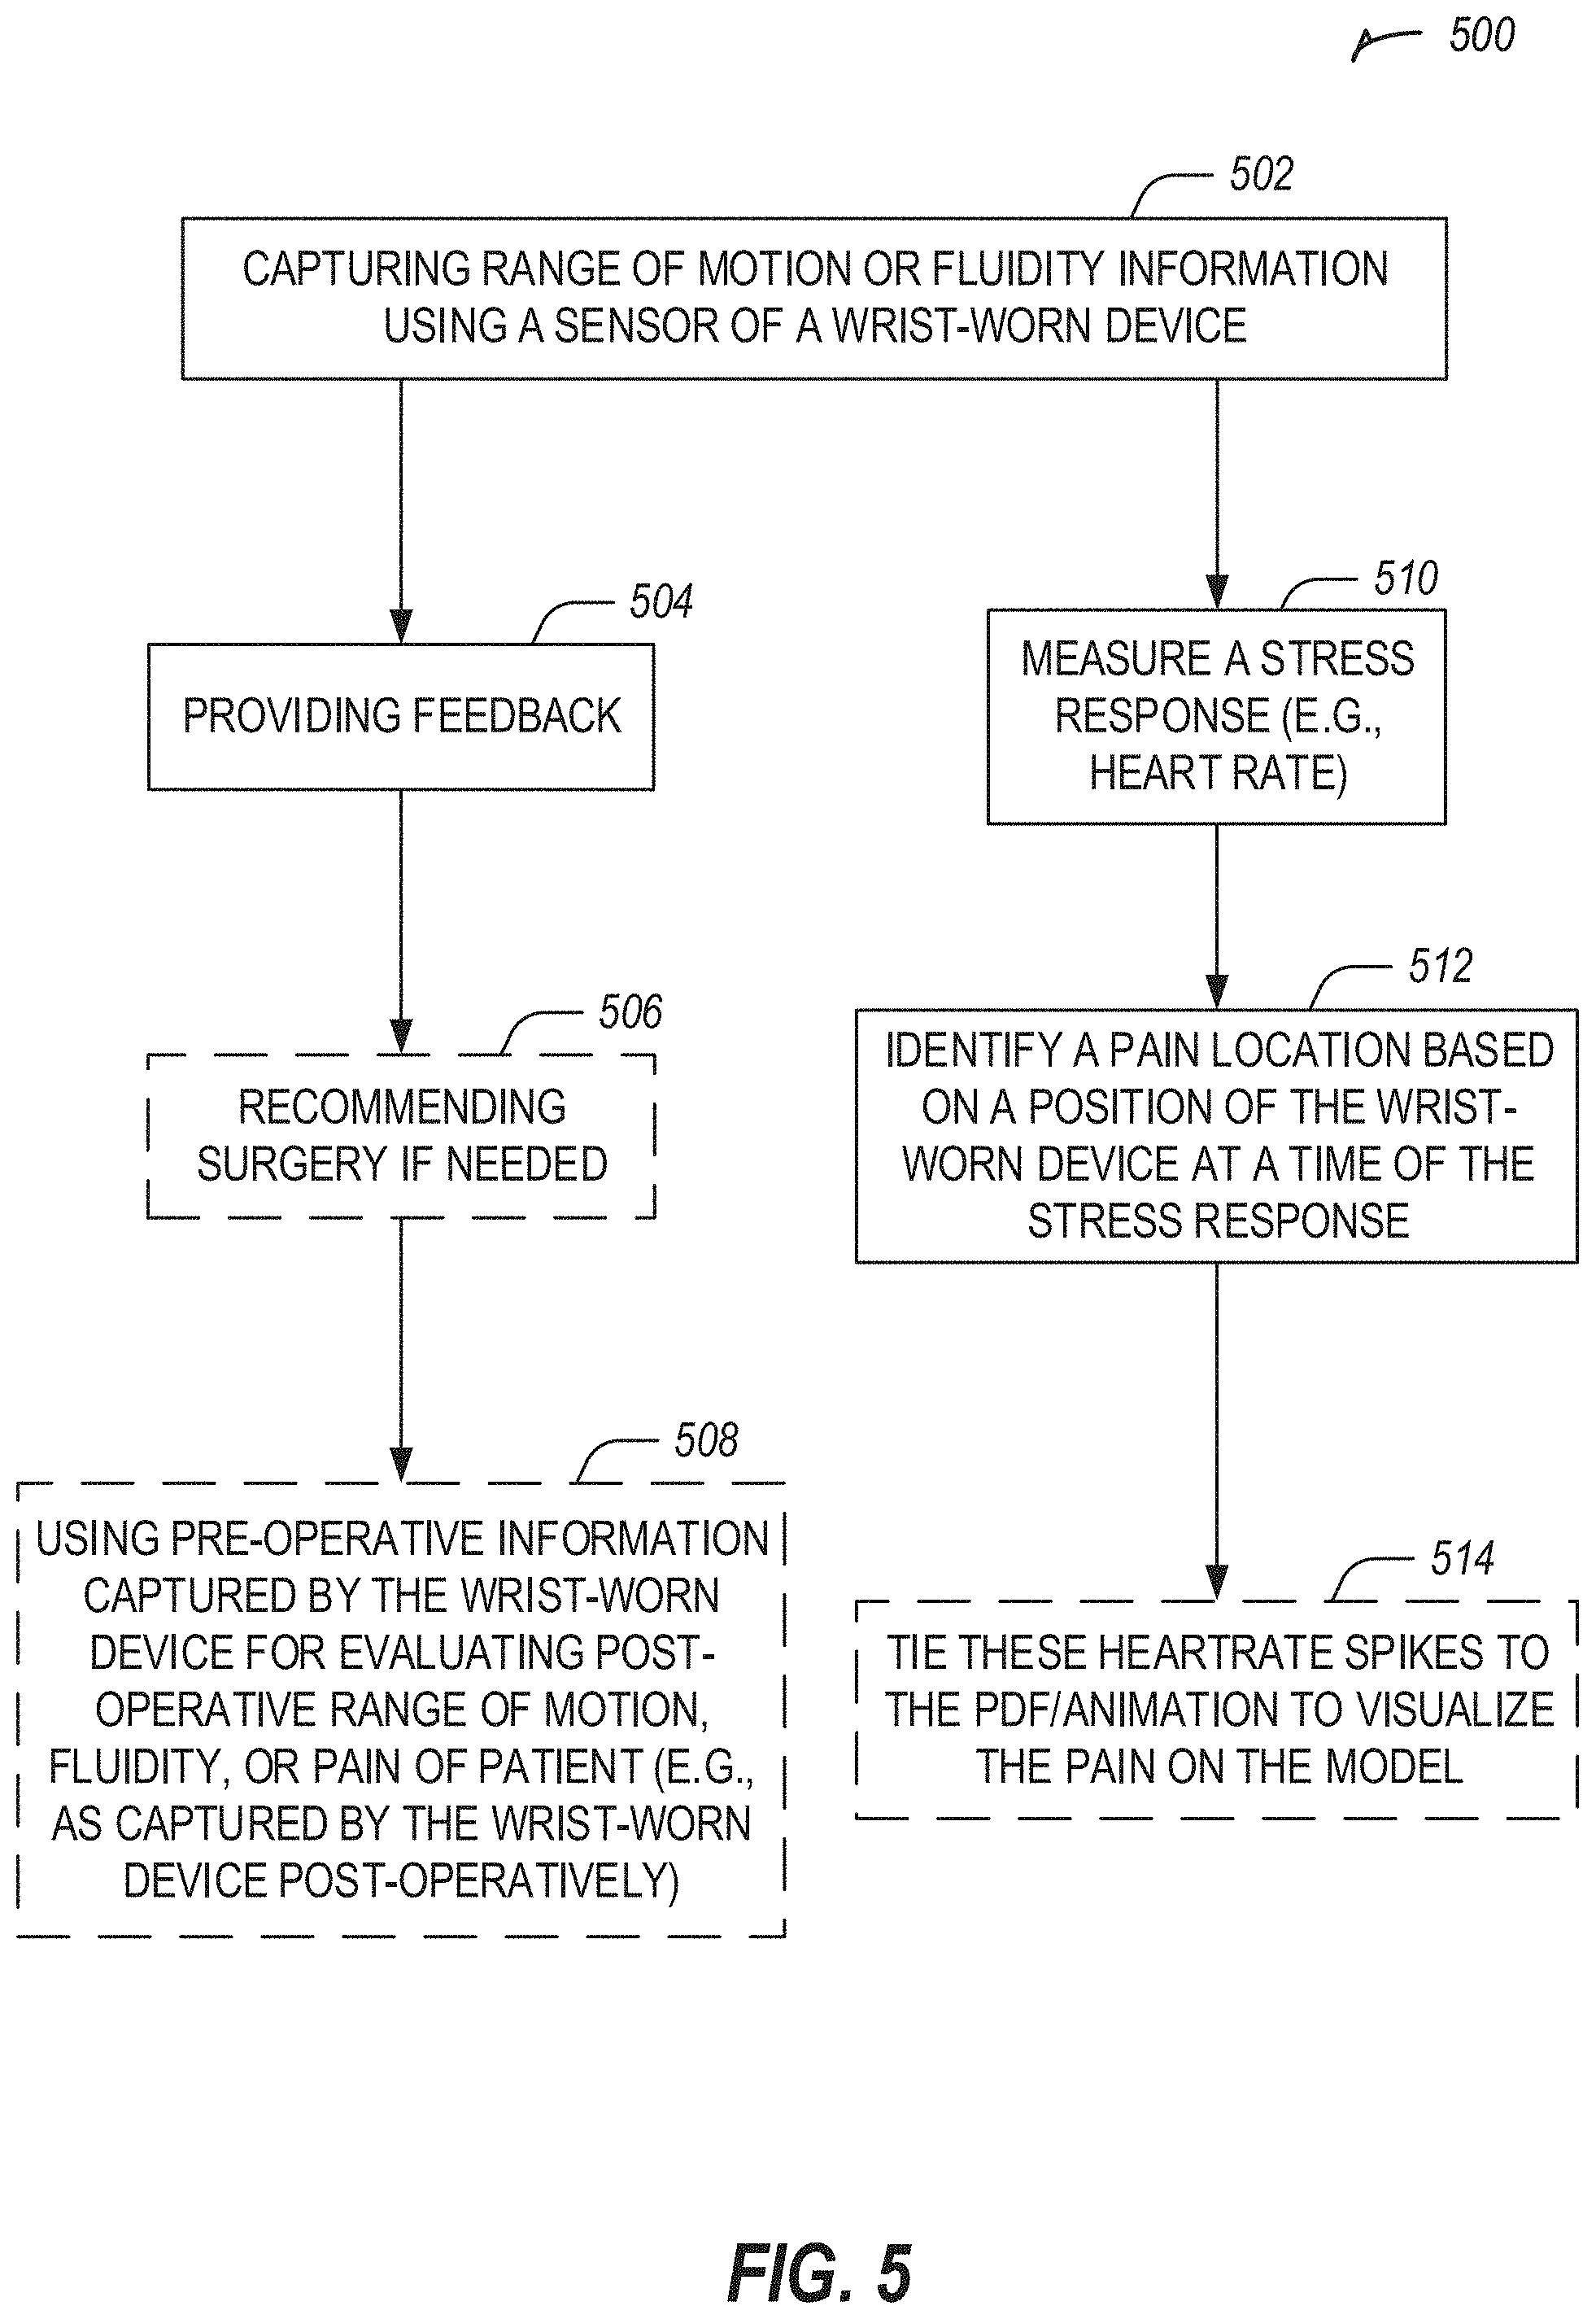 500
502
CAPTURING RANGE OF MOTION OR FLUIDITY INFORMATION
USING A SENSOR OF A WRIST-WORN DEVICE
504
PROVIDING FEEDBACK
506
RECOMMENDING
SURGERY IF NEEDED
508
USING PRE-OPERATIVE INFORMATION
CAPTURED BY THE WRIST-WORN
DEVICE FOR EVALUATING POST-
OPERATIVE RANGE OF MOTION,
FLUIDITY, OR PAIN OF PATIENT (E.G.,
AS CAPTURED BY THE WRIST-WORN
DEVICE POST-OPERATIVELY)
510
MEASURE A STRESS
RESPONSE (E.G.,
HEART RATE)
512
IDENTIFY A PAIN LOCATION BASED
ON A POSITION OF THE WRIST-
WORN DEVICE AT A TIME OF THE
STRESS RESPONSE
514
TIE THESE HEARTRATE SPIKES TO
THE PDF/ANIMATION TO VISUALIZE
THE PAIN ON THE MODEL
FIG. 5